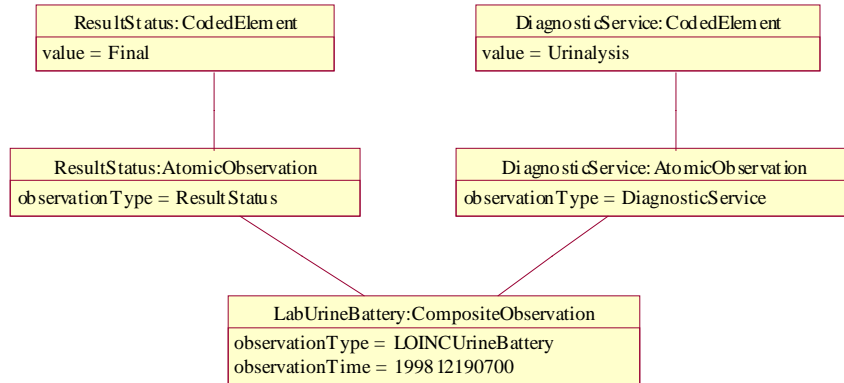 ResultStatus:CodedElement
value = Final
DiagnosticService:CodedElement
value = Urinalysis
ResultStatus:AtomicObservation
observationType = ResultStatus
DiagnosticService:AtomicObservation
observationType = DiagnosticService
LabUrineBattery:CompositeObservation
observationType = LOINCUrineBattery
observationTime = 199812190700